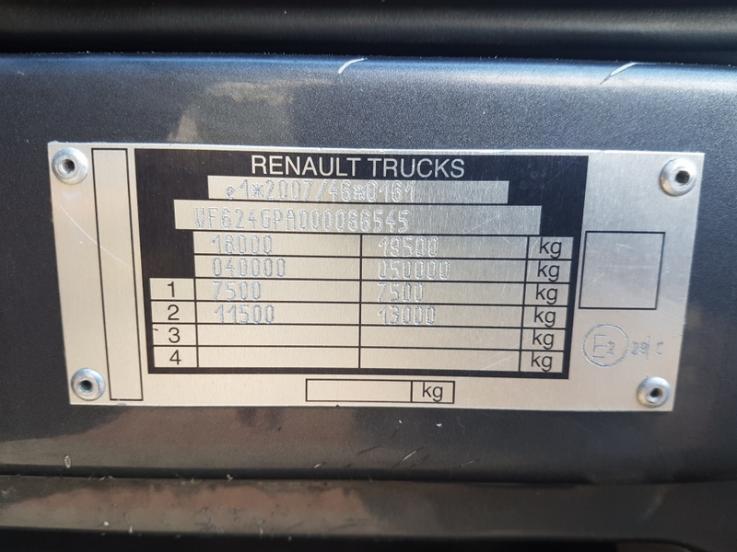 RENAULT TRUCKS
e1*2007/46*0161
VF624GPA000086545
18000 19500 kg
040000 050000 kg
1 7500 7500 kg
2 11500 13000 kg
3 kg
4 kg
kg
E2